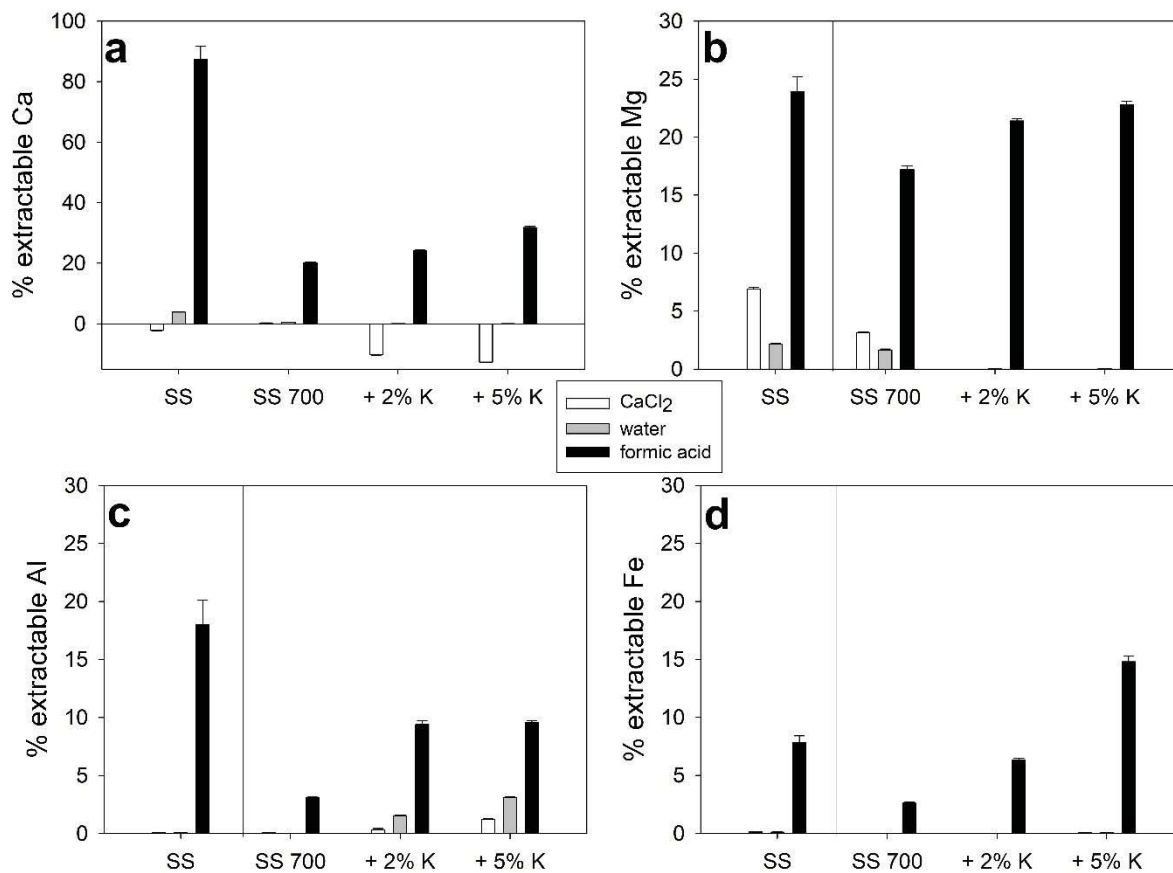 a
% extractable Ca
100
80
60
40
20
0
SS
SS 700
+ 2% K
+ 5% K
b
% extractable Mg
30
25
20
15
10
5
0
SS
SS 700
+ 2% K
+ 5% K
CaCl₂
water
formic acid
c
% extractable Al
30
25
20
15
10
5
0
SS
SS 700
+ 2% K
+ 5% K
d
% extractable Fe
30
25
20
15
10
5
0
SS
SS 700
+ 2% K
+ 5% K